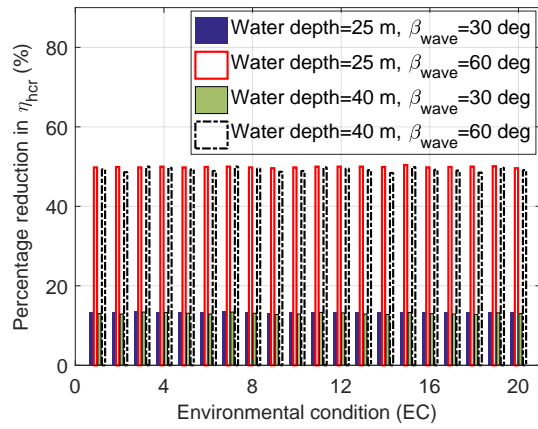 Percentage reduction in η_hcr (%)
80
60
40
20
0
Water depth=25 m, β_wave=30 deg
Water depth=25 m, β_wave=60 deg
Water depth=40 m, β_wave=30 deg
Water depth=40 m, β_wave=60 deg
0 4 8 12 16 20
Environmental condition (EC)